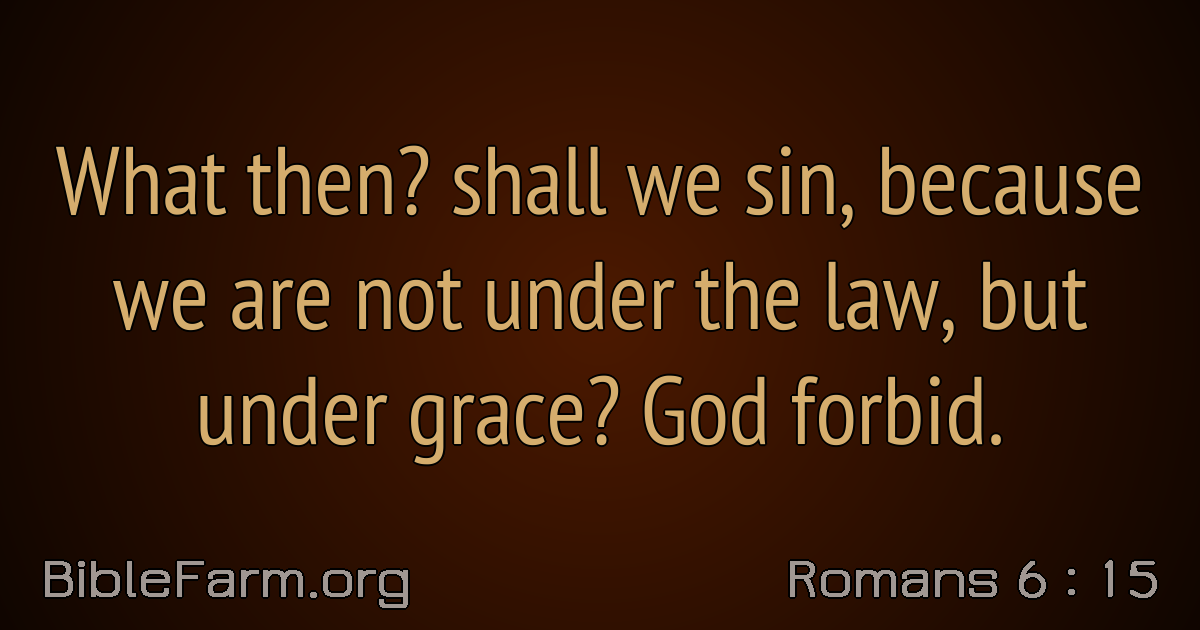 What then? shall we sin, because
we are not under the law, but
under grace? God forbid.
BibleFarm.org
Romans 6 : 15